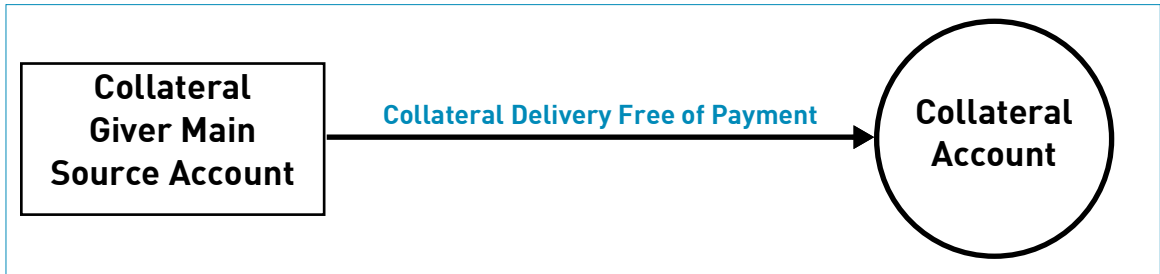 Collateral
Giver Main
Source Account
Collateral Delivery Free of Payment
Collateral
Account